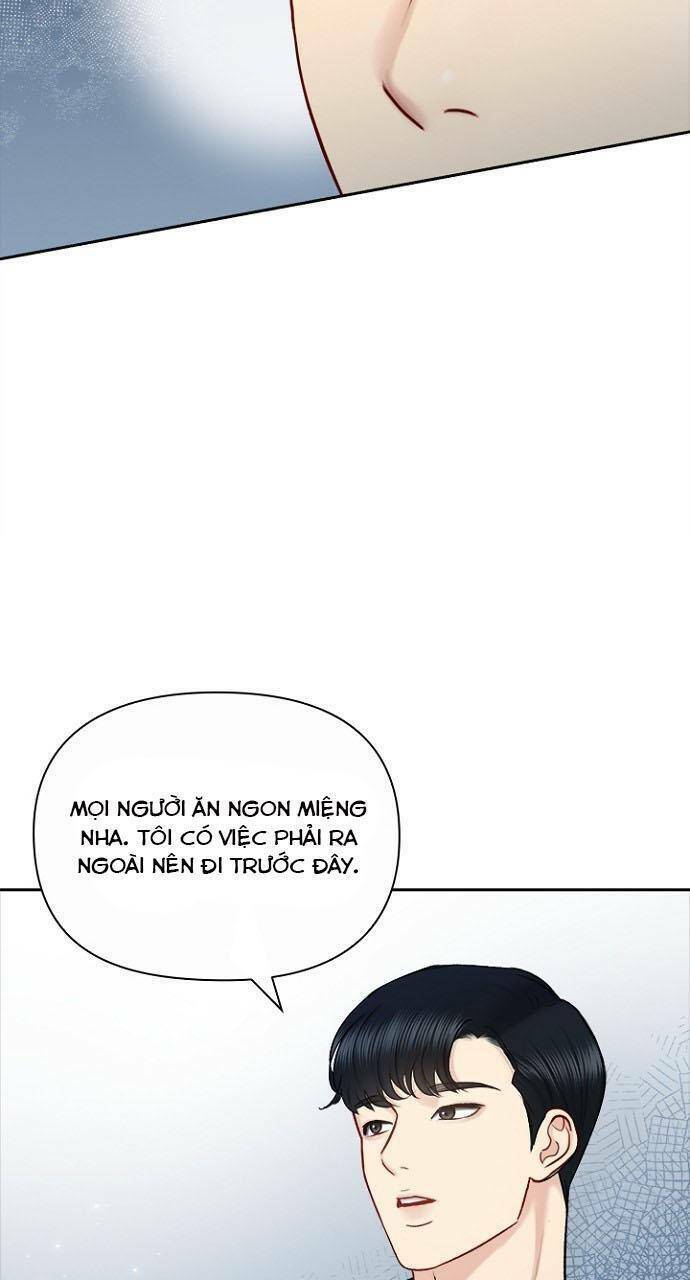 MỌI NGƯỜI ĂN NGON MIỆNG
NHA. TÔI CÓ VIỆC PHẢI RA
NGOÀI NÊN ĐI TRƯỚC ĐÂY.